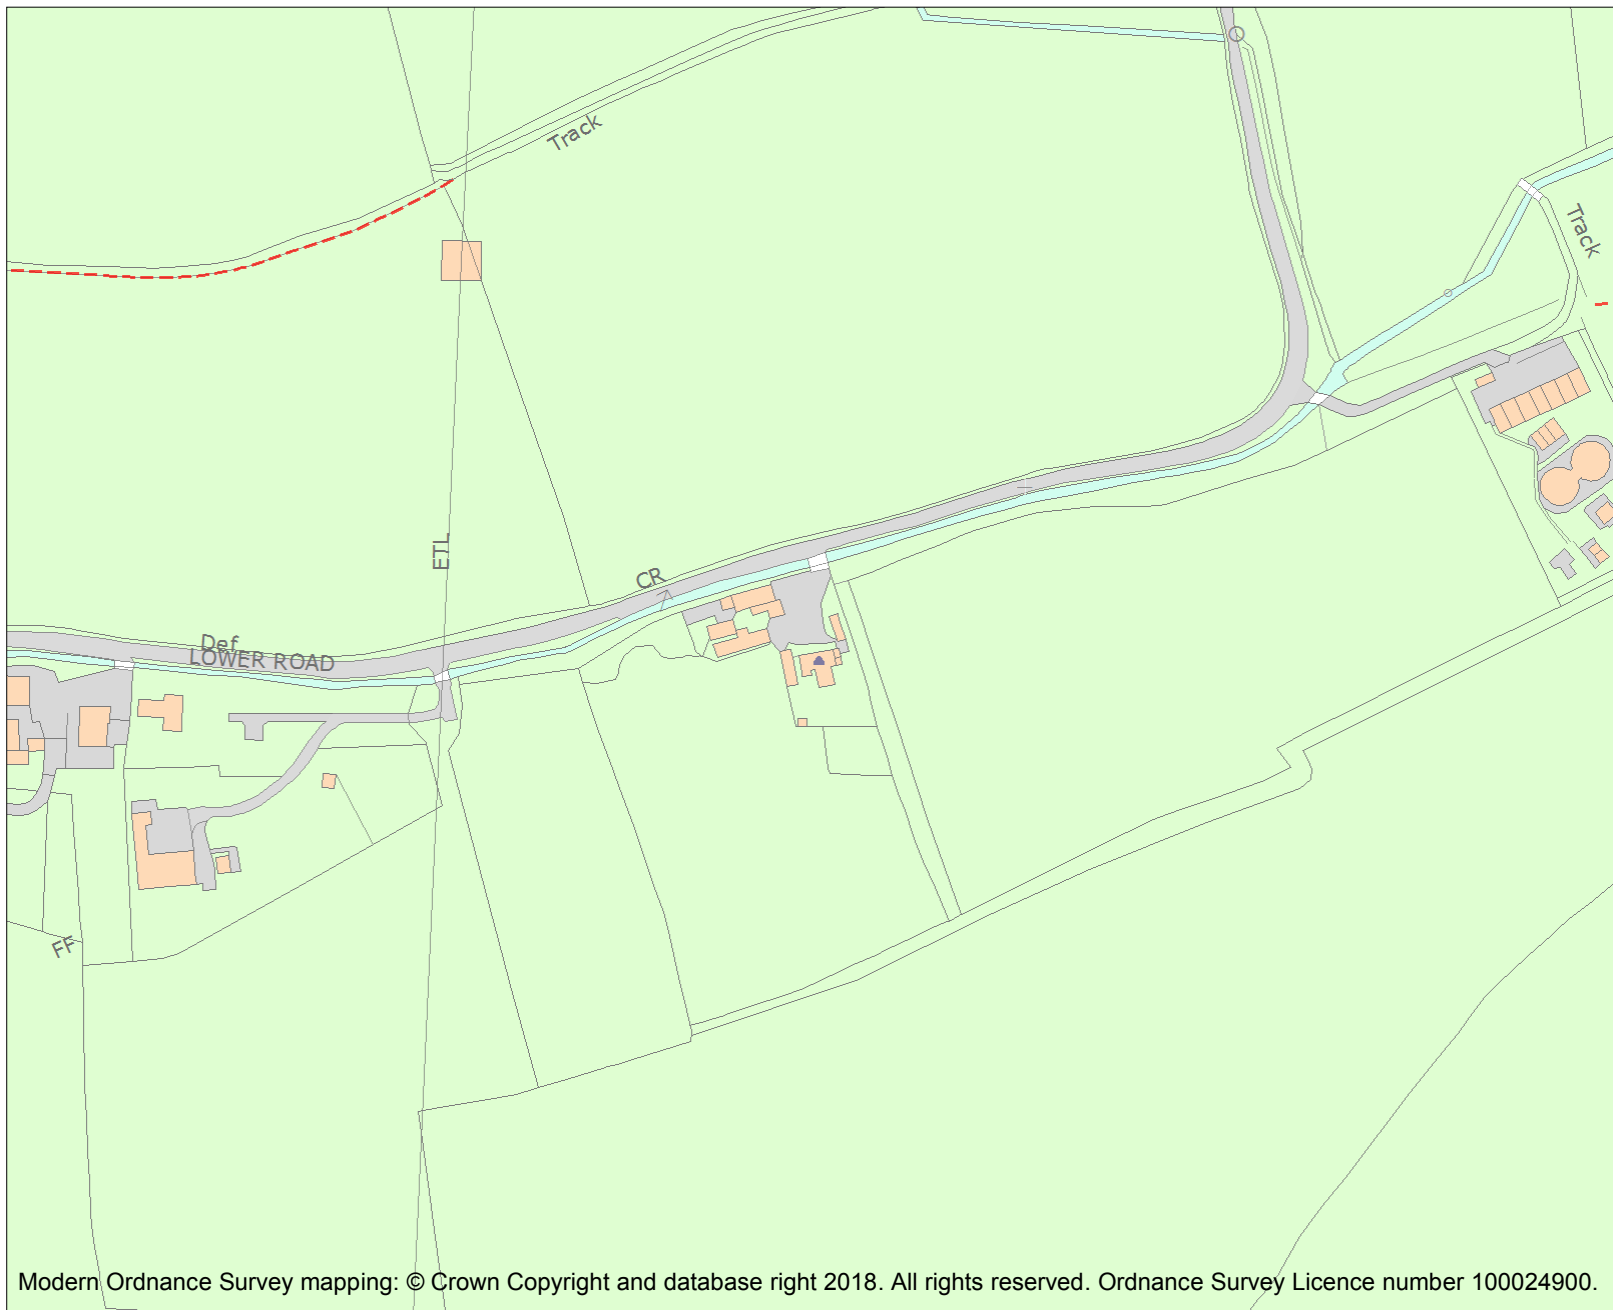 Track
Track
ETL
CR
Def
LOWER ROAD
FF
Modern Ordnance Survey mapping: © Crown Copyright and database right 2018. All rights reserved. Ordnance Survey Licence number 100024900.